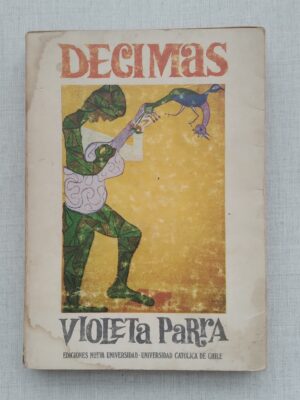 DECIMAS
VIOLETA PARRA
EDICIONES NUEVA UNIVERSIDAD - UNIVERSIDAD CATOLICA DE CHILE